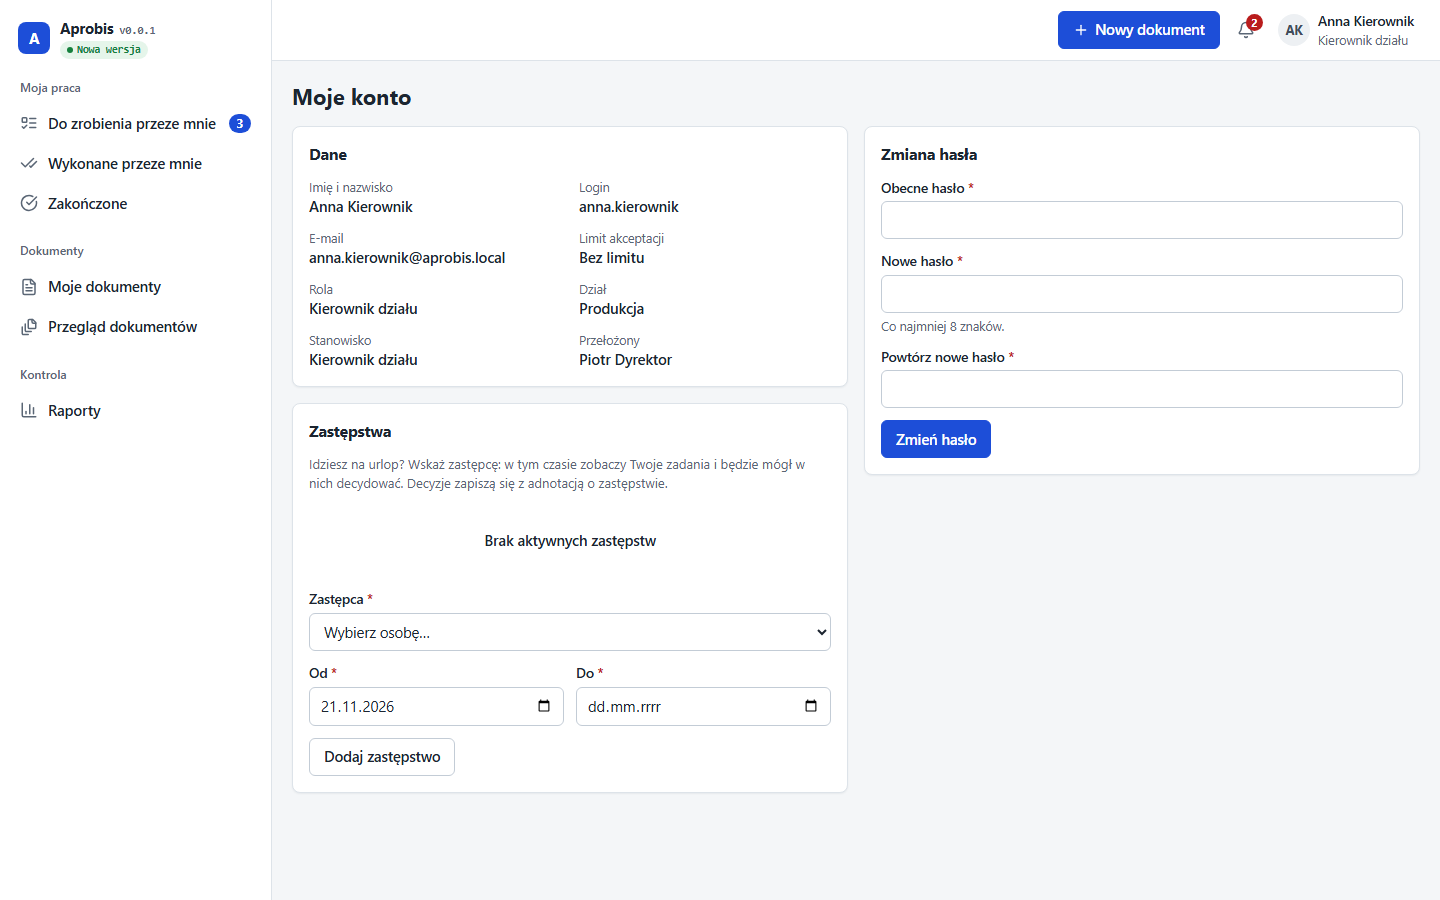 A
Aprobis v0.0.1
Nowa wersja
Moja praca
Do zrobienia przeze mnie 3
Wykonane przeze mnie
Zakończone
Dokumenty
Moje dokumenty
Przegląd dokumentów
Kontrola
Raporty
+ Nowy dokument
2
AK
Anna Kierownik
Kierownik działu
Moje konto
Dane
Imię i nazwisko
Anna Kierownik
Login
anna.kierownik
E-mail
anna.kierownik@aprobis.local
Limit akceptacji
Bez limitu
Rola
Kierownik działu
Dział
Produkcja
Stanowisko
Kierownik działu
Przełożony
Piotr Dyrektor
Zastępstwa
Idziesz na urlop? Wskaż zastępcę: w tym czasie zobaczy Twoje zadania i będzie mógł w
nich decydować. Decyzje zapiszą się z adnotacją o zastępstwie.
Brak aktywnych zastępstw
Zastępca *
Wybierz osobę...
Od *
21.11.2026
Do *
dd.mm.rrrr
Dodaj zastępstwo
Zmiana hasła
Obecne hasło *
Nowe hasło *
Co najmniej 8 znaków.
Powtórz nowe hasło *
Zmień hasło